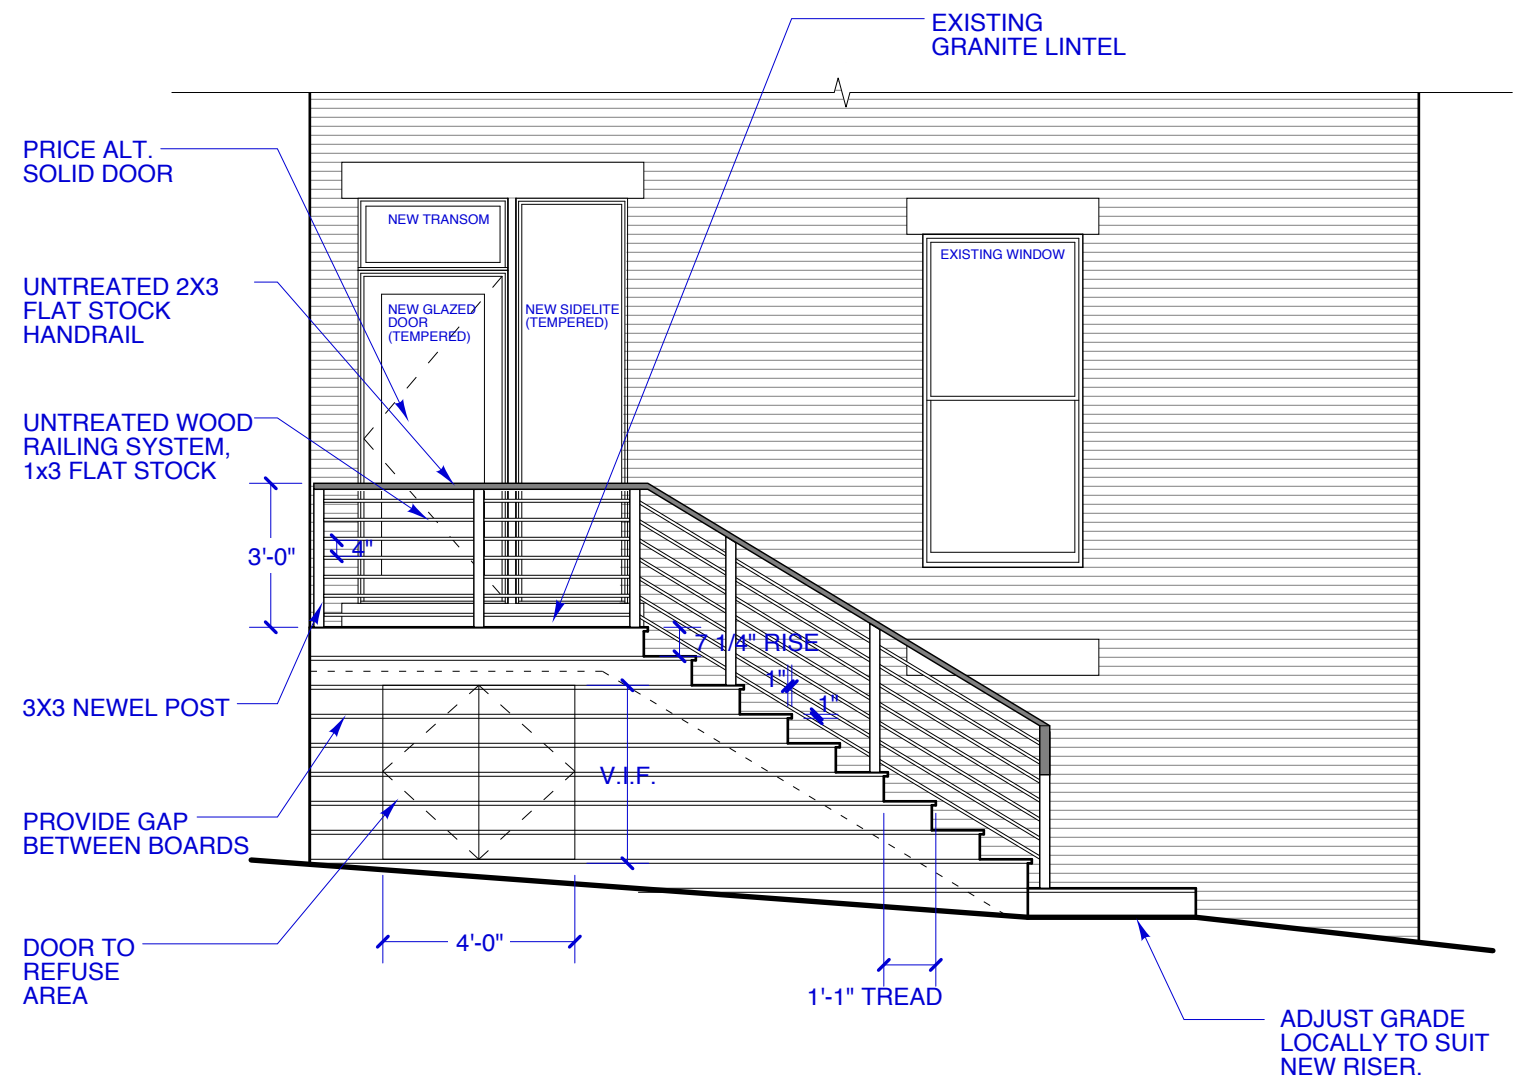 EXISTING
GRANITE LINTEL
PRICE ALT.
SOLID DOOR
NEW TRANSOM
EXISTING WINDOW
UNTREATED 2X3
FLAT STOCK
HANDRAIL
NEW GLAZED
DOOR
(TEMPERED)
NEW SIDELITE
(TEMPERED)
UNTREATED WOOD
RAILING SYSTEM,
1x3 FLAT STOCK
3'-0"
4"
7 1/4" RISE
1"
1"
3X3 NEWEL POST
V.I.F.
PROVIDE GAP
BETWEEN BOARDS
DOOR TO
REFUSE
AREA
4'-0"
1'-1" TREAD
ADJUST GRADE
LOCALLY TO SUIT
NEW RISER.